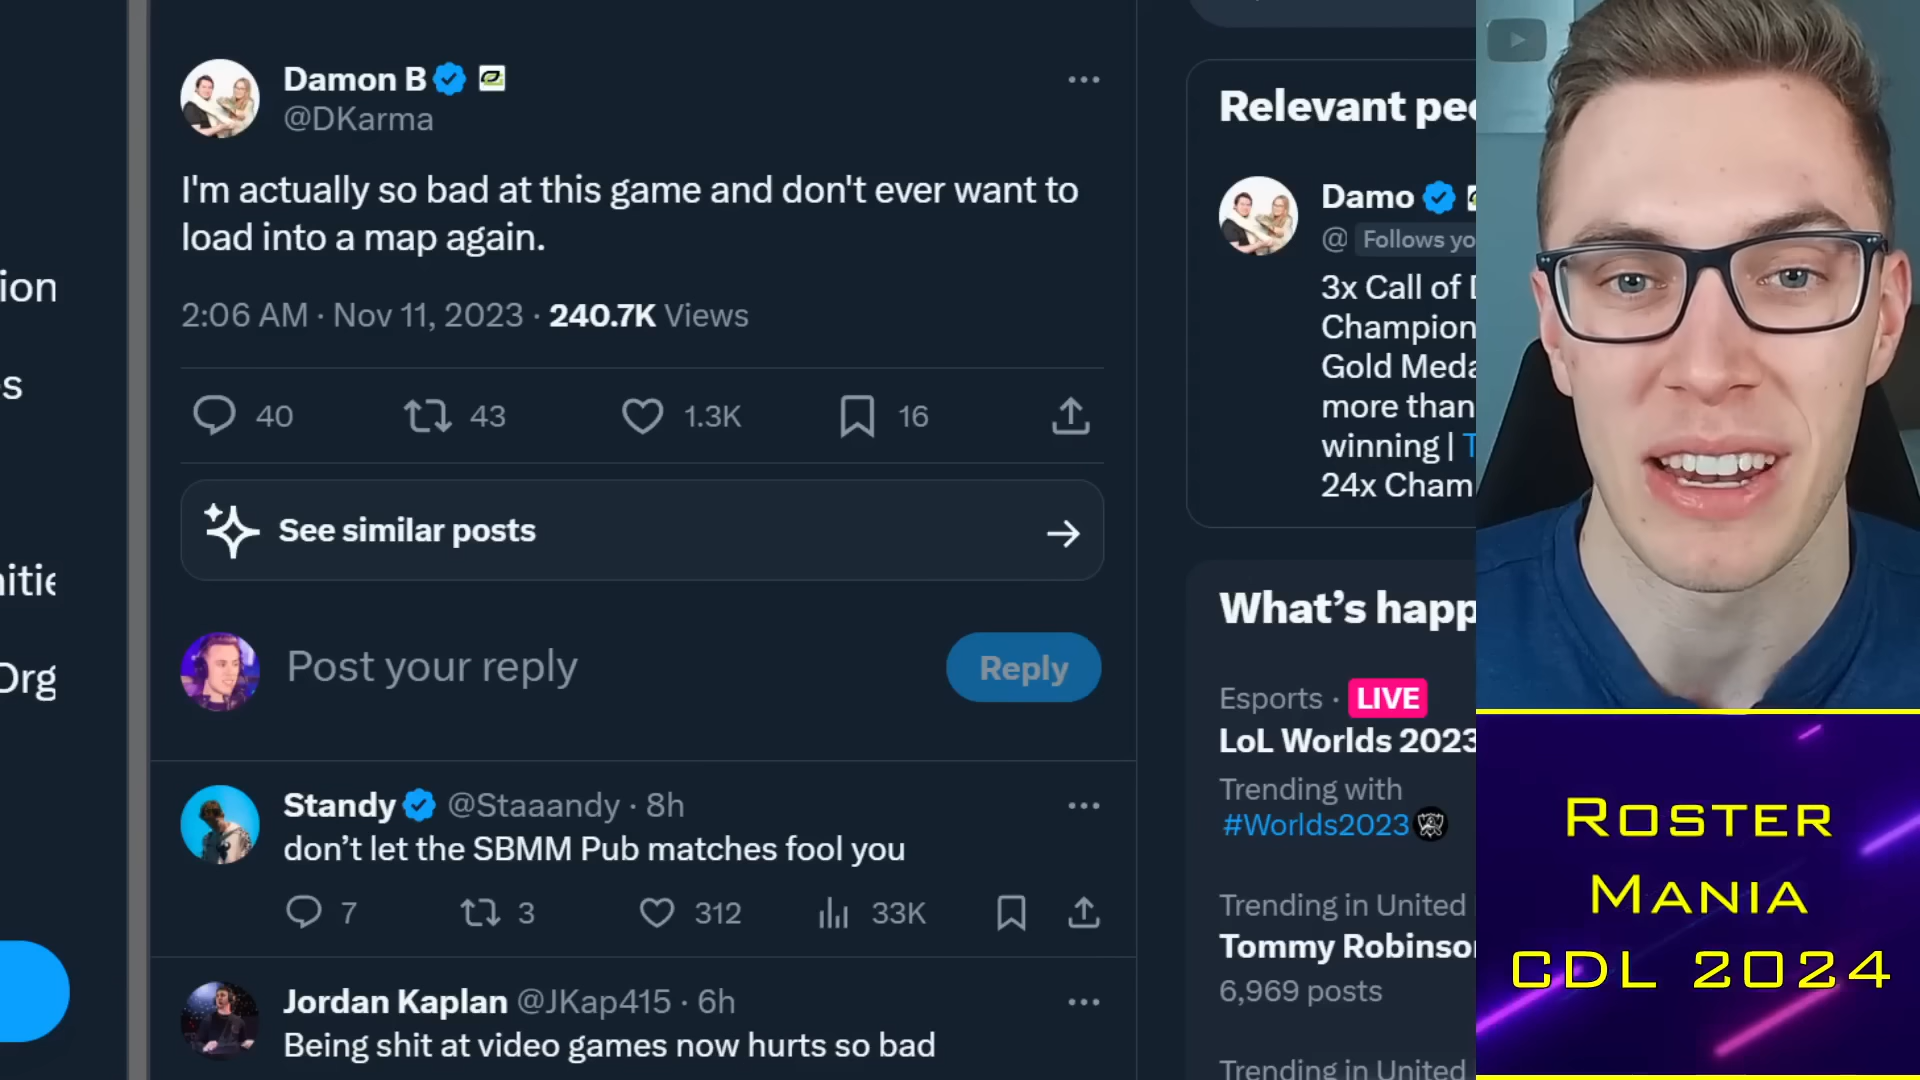 ion
s
nitie
Org
Damon B
@DKarma
I'm actually so bad at this game and don't ever want to
load into a map again.
2:06 AM · Nov 11, 2023 · 240.7K Views
40 43 1.3K 16
See similar posts
Post your reply
Reply
Standy @Staaandy · 8h
don't let the SBMM Pub matches fool you
7 3 312 33K
Jordan Kaplan @JKap415 · 6h
Being shit at video games now hurts so bad
Relevant peo
Damo
@ Follows yo
3x Call of D
Champion
Gold Meda
more than
winning | T
24x Cham
What's happ
Esports · LIVE
LoL Worlds 2023
Trending with
#Worlds2023
Trending in United
Tommy Robinson
6,969 posts
Trending in United
ROSTER
MANIA
CDL 2024